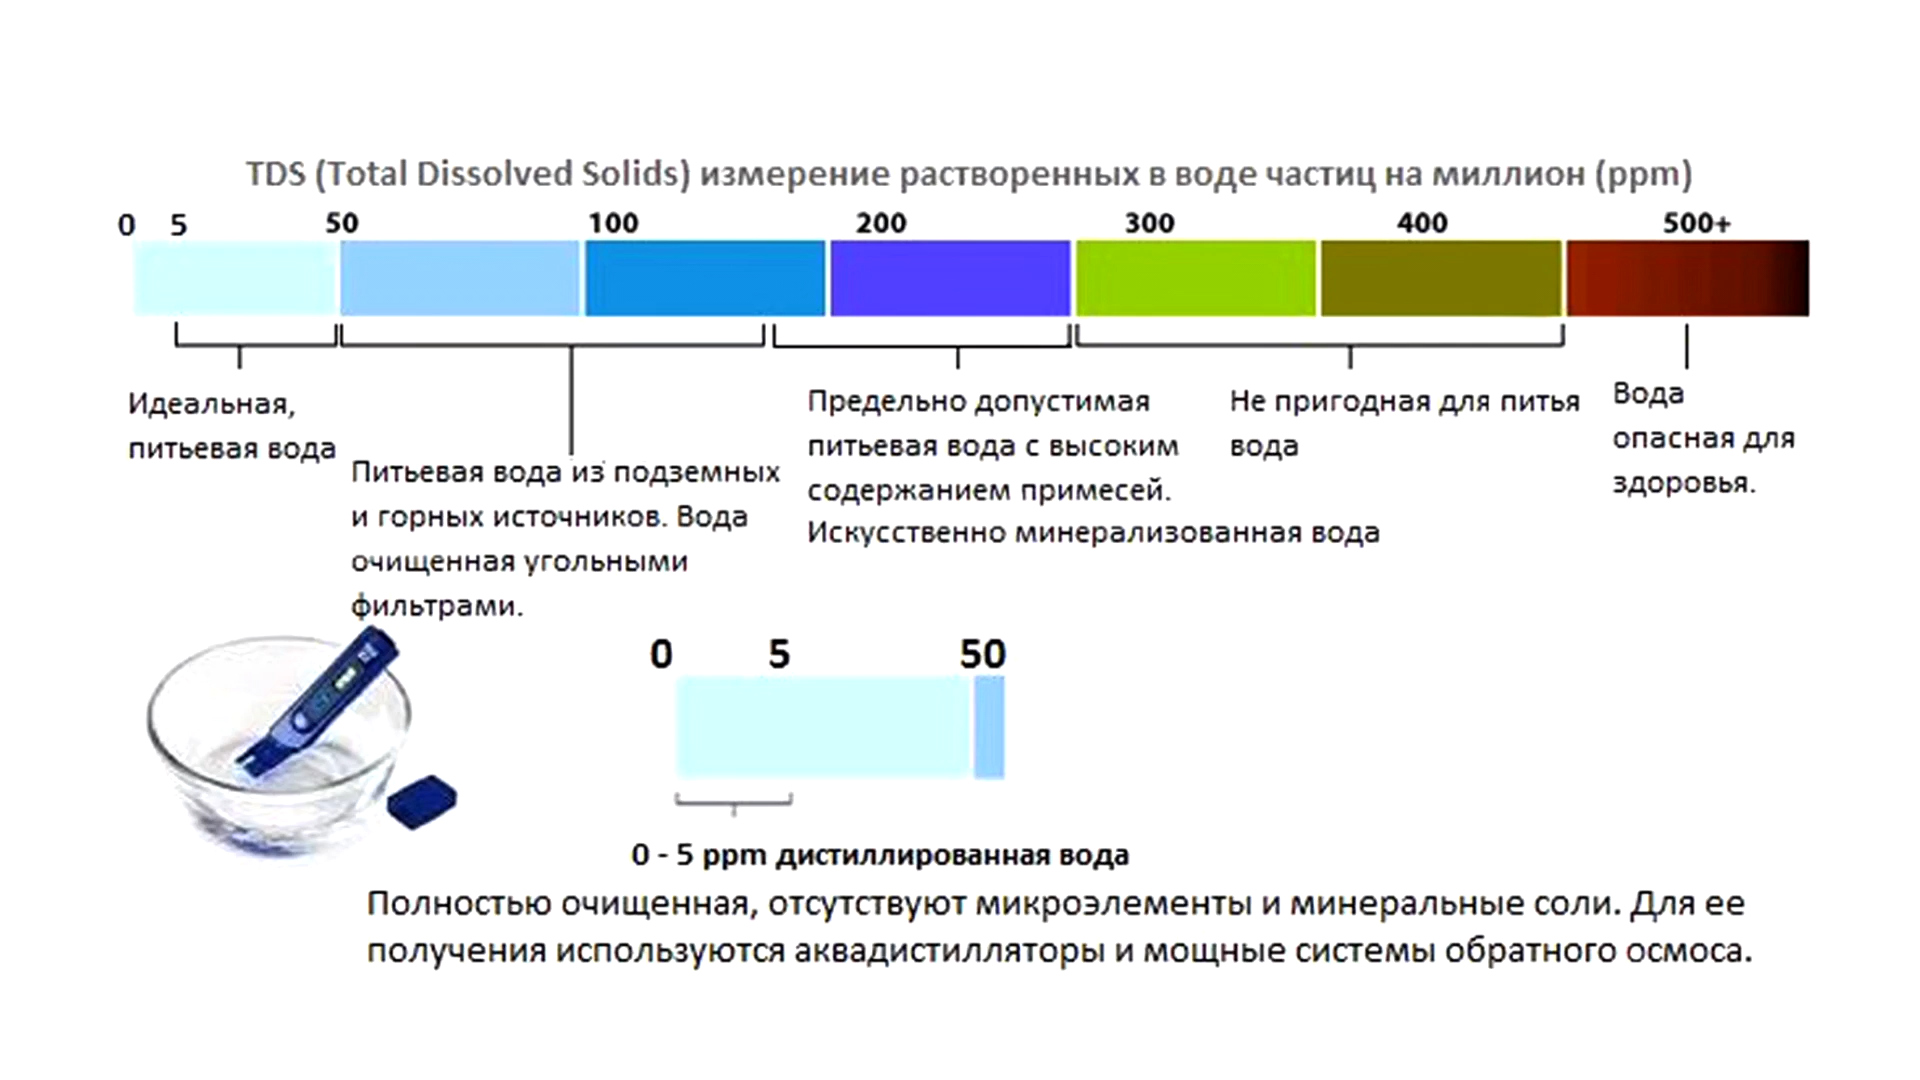 TDS (Total Dissolved Solids) измерение растворенных в воде частиц на миллион (ppm)
0 5 50 100 200 300 400 500+
Идеальная,
питьевая вода
Питьевая вода из подземных
и горных источников. Вода
очищенная угольными
фильтрами.
Предельно допустимая
питьевая вода с высоким
содержанием примесей.
Искусственно минерализованная вода
Не пригодная для питья
вода
Вода
опасная для
здоровья.
0 5 50
0 - 5 ppm дистиллированная вода
Полностью очищенная, отсутствуют микроэлементы и минеральные соли. Для ее
получения используются аквадистилляторы и мощные системы обратного осмоса.